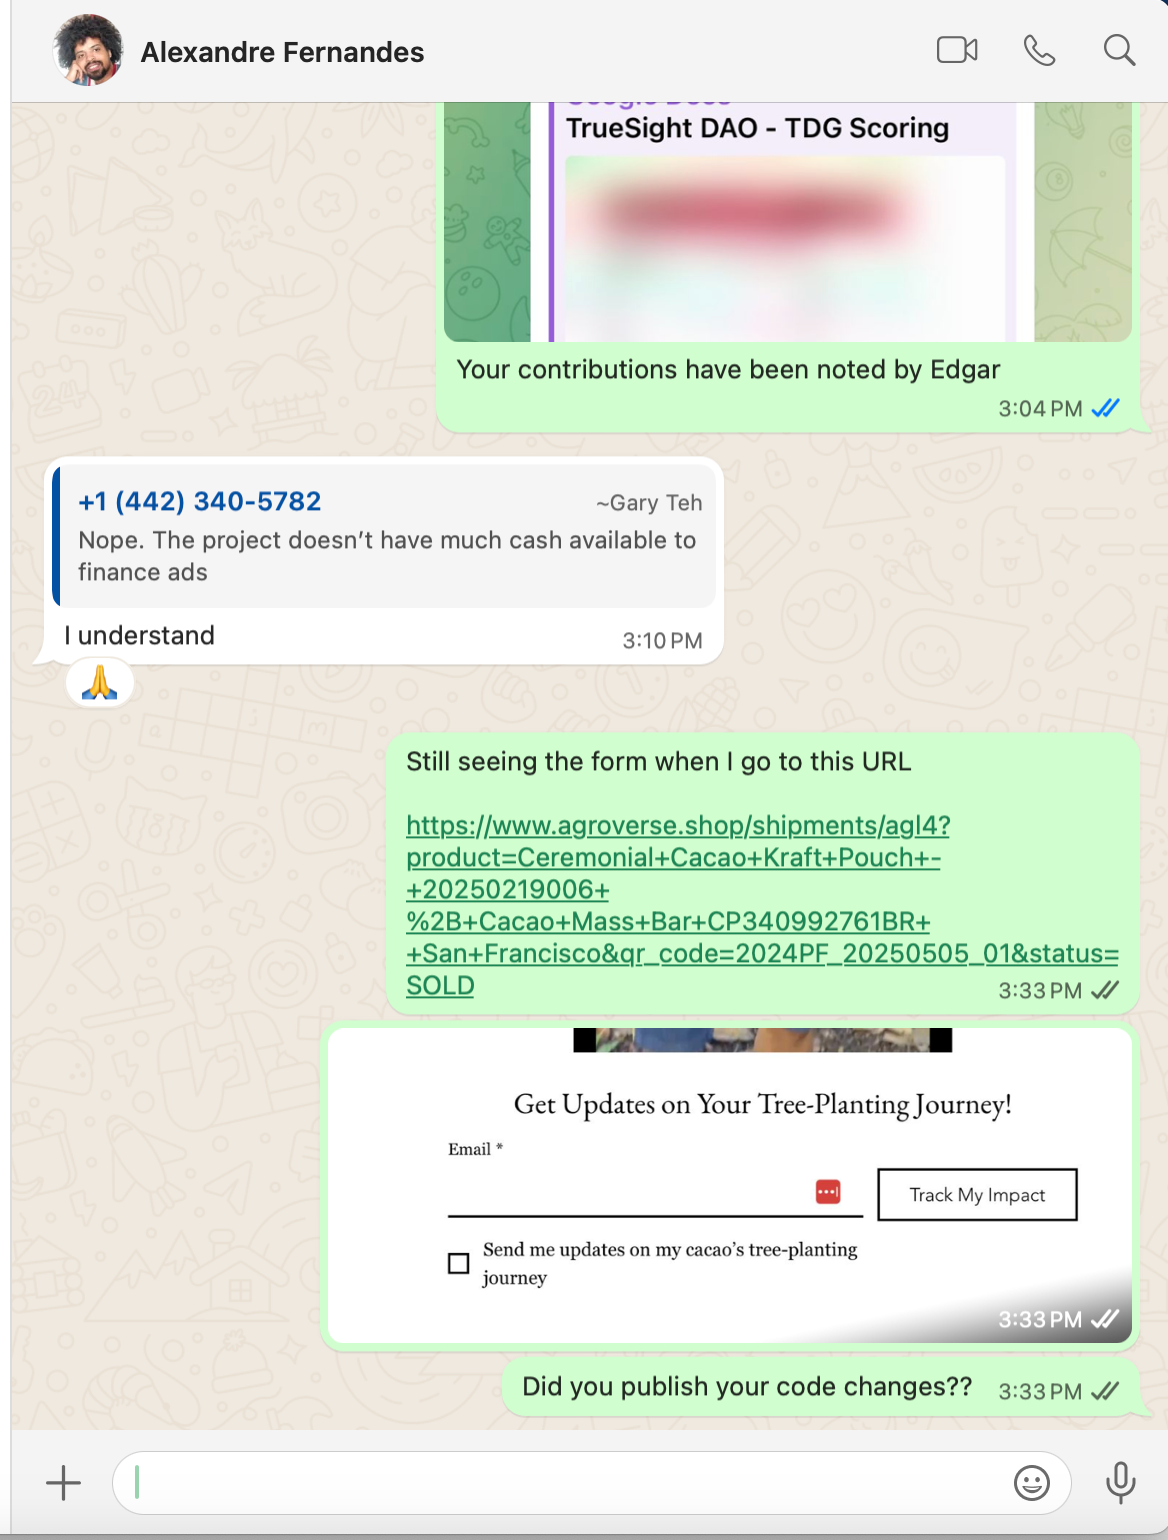 Alexandre Fernandes
Google Docs
TrueSight DAO - TDG Scoring
Your contributions have been noted by Edgar
3:04 PM
+1 (442) 340-5782
~Gary Teh
Nope. The project doesn't have much cash available to
finance ads
I understand
3:10 PM
🙏
Still seeing the form when I go to this URL
https://www.agroverse.shop/shipments/agl4?
product=Ceremonial+Cacao+Kraft+Pouch+-
+20250219006+
%2B+Cacao+Mass+Bar+CP340992761BR+
+San+Francisco&qr_code=2024PF_20250505_01&status=
SOLD
3:33 PM
Get Updates on Your Tree-Planting Journey!
Email *
Track My Impact
Send me updates on my cacao's tree-planting
journey
3:33 PM
Did you publish your code changes??
3:33 PM